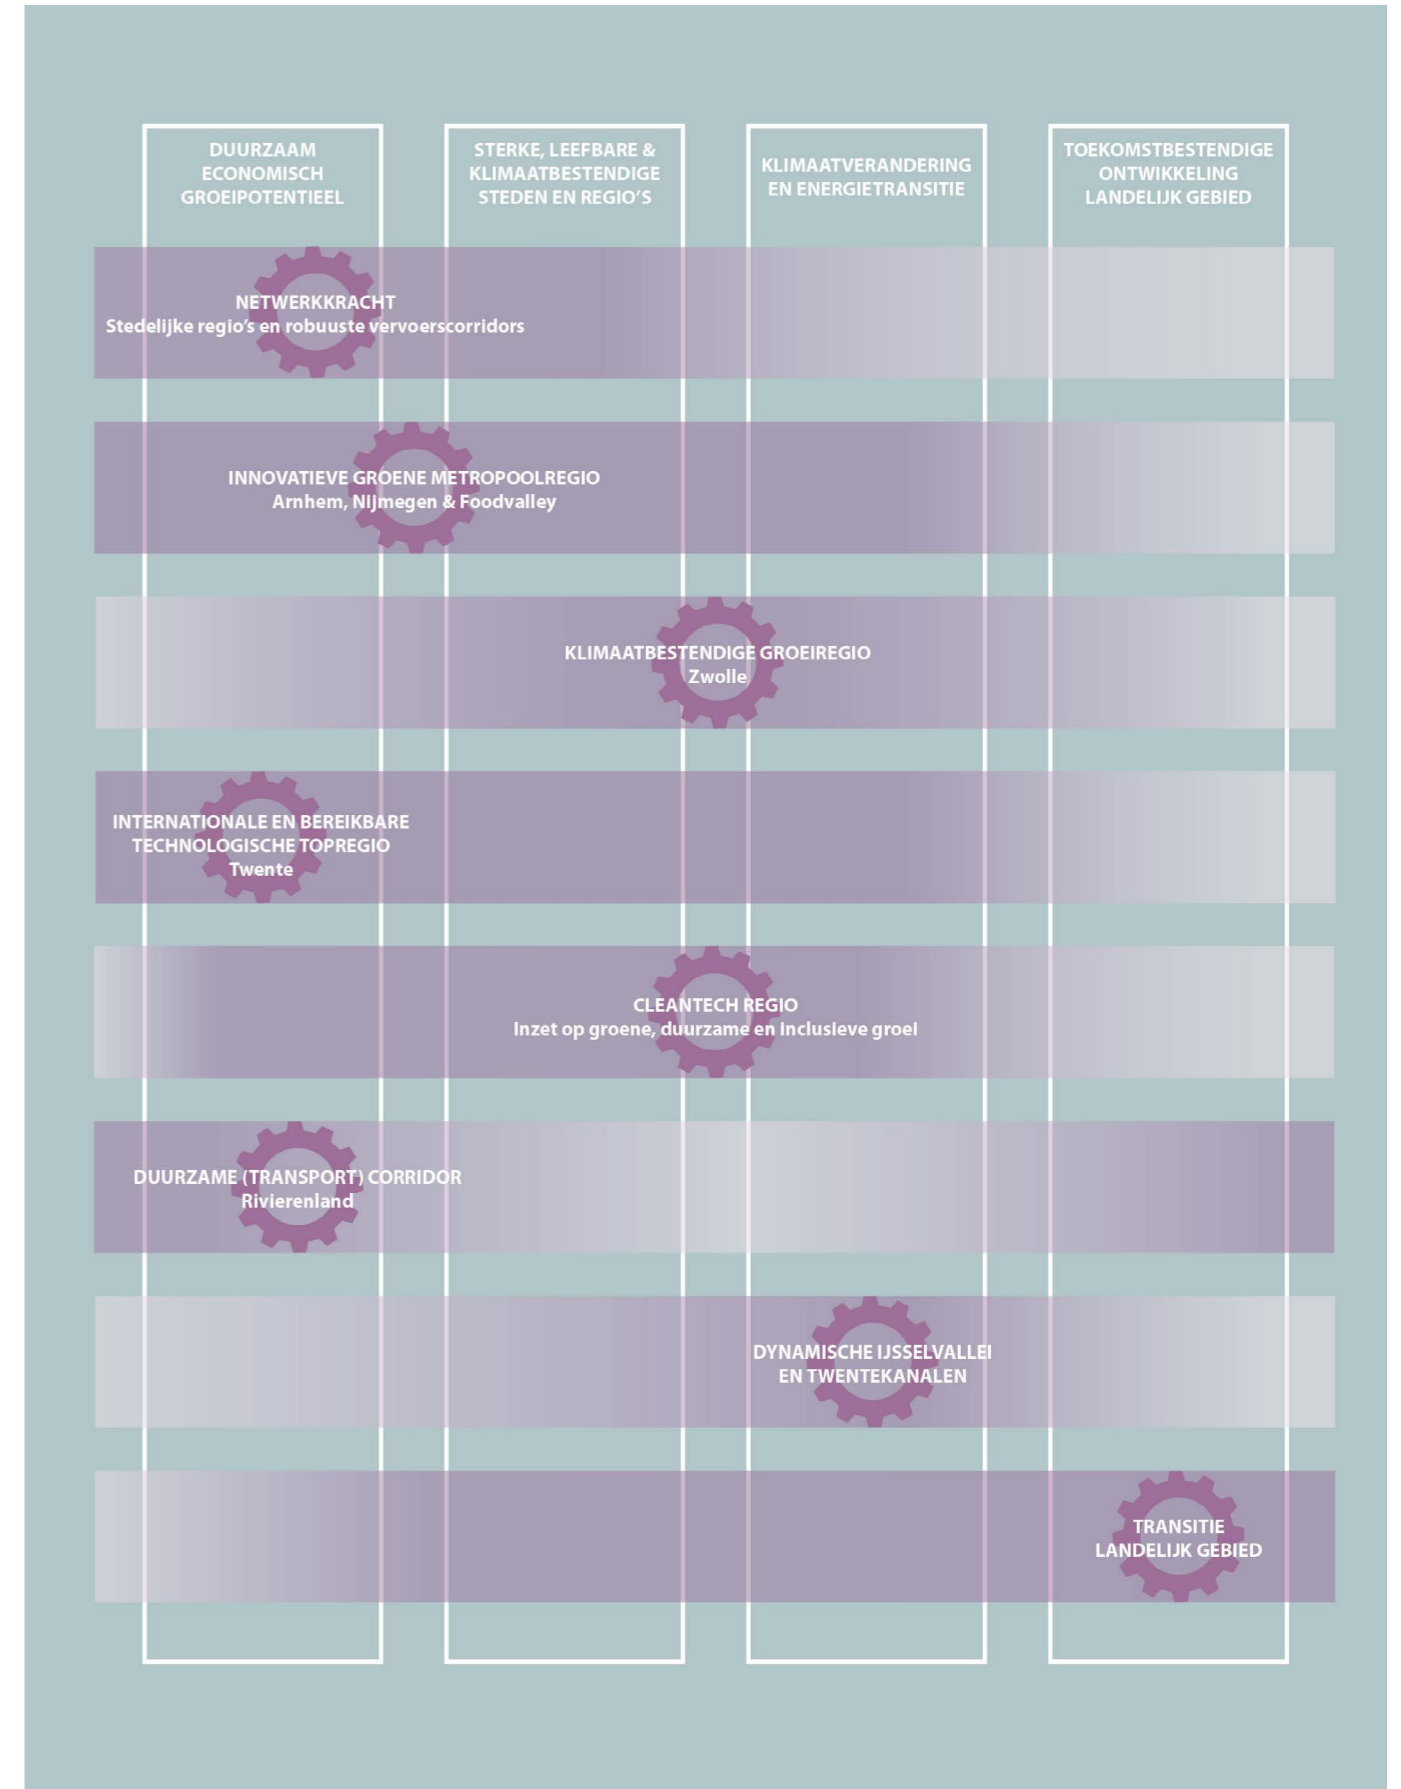 DUURZAAM
ECONOMISCH
GROEIPOTENTIEEL
STERKE, LEEFBARE &
KLIMAATBESTENDIGE
STEDEN EN REGIO'S
KLIMAATVERANDERING
EN ENERGIETRANSITIE
TOEKOMSTBESTENDIGE
ONTWIKKELING
LANDELIJK GEBIED
NETWERKKRACHT
Stedelijke regio's en robuuste vervoerscorridors
INNOVATIEVE GROENE METROPOOLREGIO
Arnhem, Nijmegen & Foodvalley
KLIMAATBESTENDIGE GROEIREGIO
Zwolle
INTERNATIONALE EN BEREIKBARE
TECHNOLOGISCHE TOPREGIO
Twente
CLEANTECH REGIO
Inzet op groene, duurzame en inclusieve groei
DUURZAME (TRANSPORT) CORRIDOR
Rivierenland
DYNAMISCHE IJSSELVALLEI
EN TWENTEKANALEN
TRANSITIE
LANDELIJK GEBIED